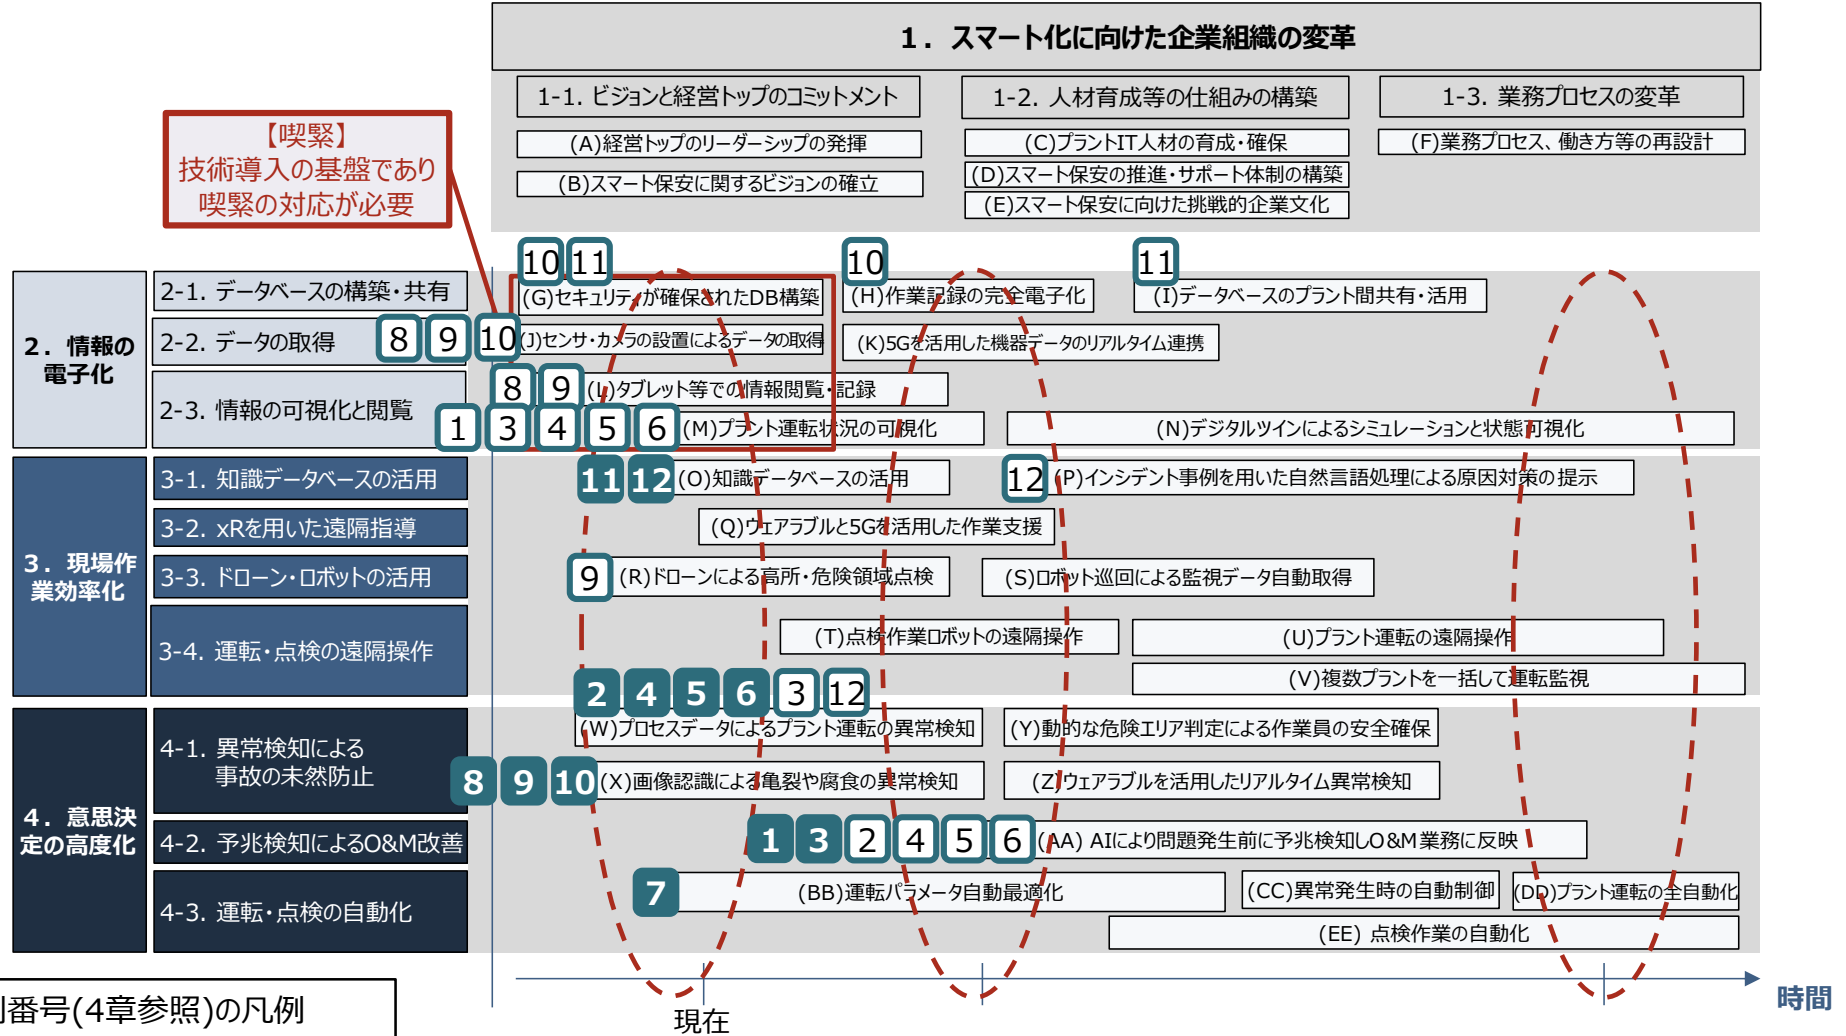 1. スマート化に向けた企業組織の変革
1-1. ビジョンと経営トップのコミットメント
1-2. 人材育成等の仕組みの構築
1-3. 業務プロセスの変革
(A)経営トップのリーダーシップの発揮
(C)プラントIT人材の育成・確保
(F)業務プロセス、働き方等の再設計
(B)スマート保安に関するビジョンの確立
(D)スマート保安の推進・サポート体制の構築
(E)スマート保安に向けた挑戦的企業文化
【喫緊】
技術導入の基盤であり
喫緊の対応が必要
2. 情報の
電子化
2-1. データベースの構築・共有
10 11
(G)セキュリティが確保されたDB構築
10
(H)作業記録の完全電子化
11
(I)データベースのプラント間共有・活用
2-2. データの取得
8 9 10
(J)センサ・カメラの設置によるデータの取得
(K)5Gを活用した機器データのリアルタイム連携
2-3. 情報の可視化と閲覧
8 9
(L)タブレット等での情報閲覧・記録
1 3 4 5 6
(M)プラント運転状況の可視化
(N)デジタルツインによるシミュレーションと状態可視化
3. 現場作
業効率化
3-1. 知識データベースの活用
11 12
(O)知識データベースの活用
12
(P)インシデント事例を用いた自然言語処理による原因対策の提示
3-2. xRを用いた遠隔指導
(Q)ウェアラブルと5Gを活用した作業支援
3-3. ドローン・ロボットの活用
9
(R)ドローンによる高所・危険領域点検
(S)ロボット巡回による監視データ自動取得
3-4. 運転・点検の遠隔操作
(T)点検作業ロボットの遠隔操作
(U)プラント運転の遠隔操作
(V)複数プラントを一括して運転監視
4. 意思決
定の高度化
4-1. 異常検知による
事故の未然防止
2 4 5 6 3 12
(W)プロセスデータによるプラント運転の異常検知
(Y)動的な危険エリア判定による作業員の安全確保
8 9 10
(X)画像認識による亀裂や腐食の異常検知
(Z)ウェアラブルを活用したリアルタイム異常検知
4-2. 予兆検知によるO&M改善
1 3 2 4 5 6
(AA) AIにより問題発生前に予兆検知しO&M業務に反映
4-3. 運転・点検の自動化
7
(BB)運転パラメータ自動最適化
(CC)異常発生時の自動制御
(DD)プラント運転の全自動化
(EE) 点検作業の自動化
現在
時間
番号(4章参照)の凡例